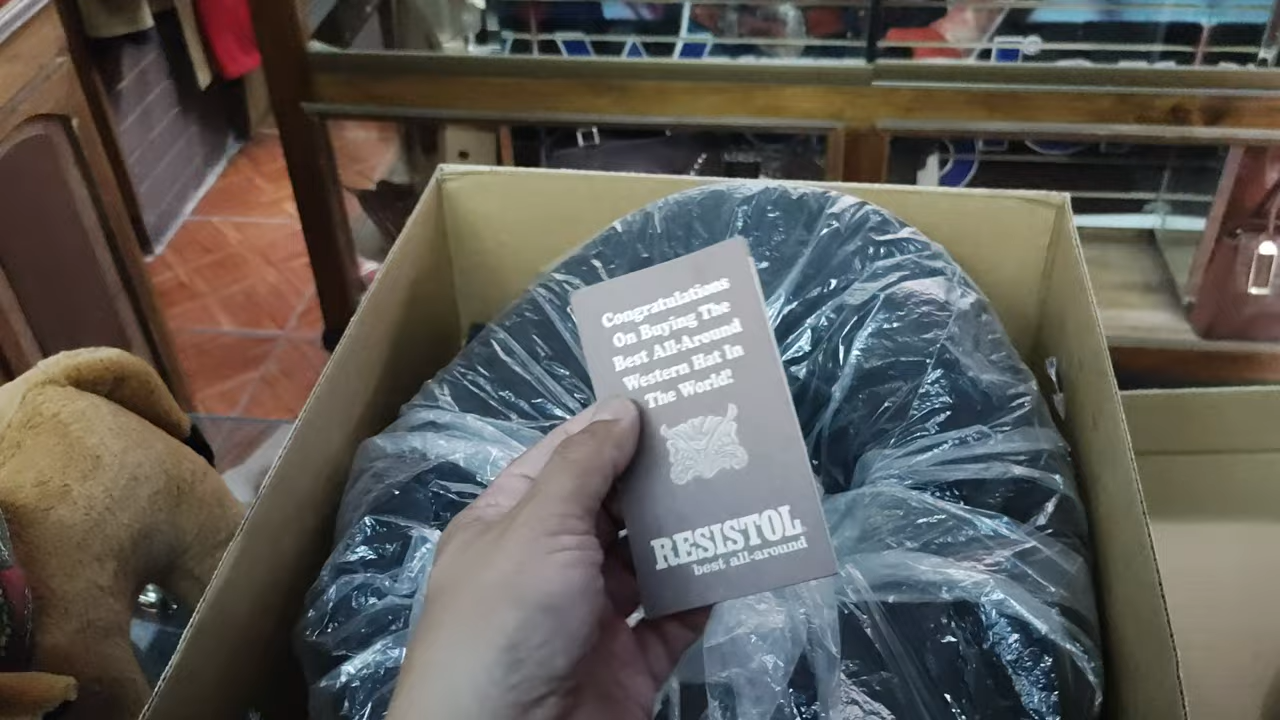 Congratulations
On Buying The
Best All-Around
Western Hat In
The World!
RESISTOL
best all-around